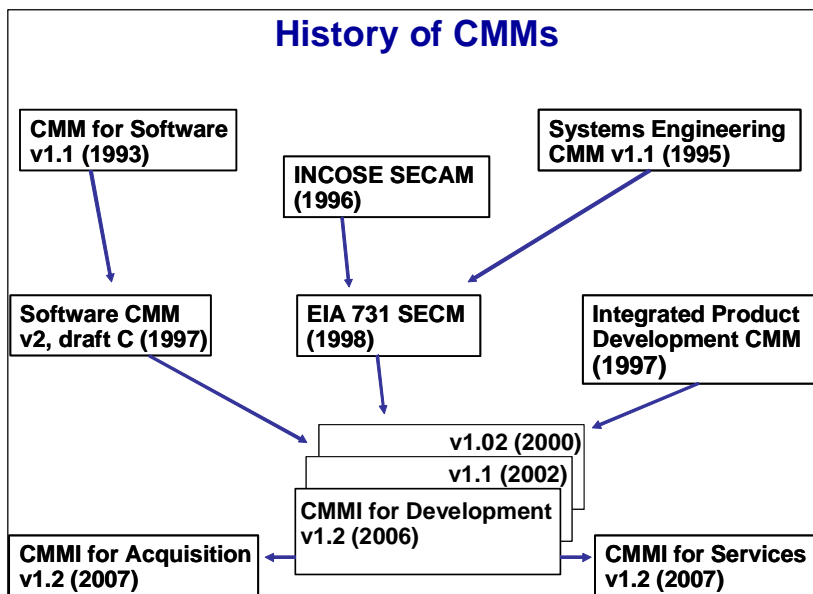 History of CMMs
CMM for Software
v1.1 (1993)
Systems Engineering
CMM v1.1 (1995)
INCOSE SECAM
(1996)
Software CMM
v2, draft C (1997)
EIA 731 SECM
(1998)
Integrated Product
Development CMM
(1997)
v1.02 (2000)
v1.1 (2002)
CMMI for Development
v1.2 (2006)
CMMI for Acquisition
v1.2 (2007)
CMMI for Services
v1.2 (2007)